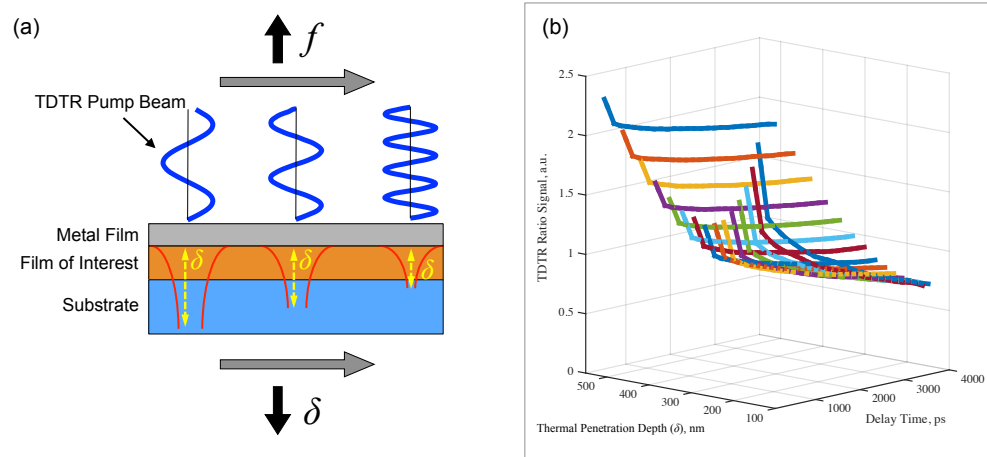 (a)
f
TDTR Pump Beam
Metal Film
Film of Interest
Substrate
δ
δ
δ
δ
(b)
TDTR Ratio Signal, a.u.
2.5
2
1.5
1
0.5
0
500
400
300
200
100
Thermal Penetration Depth (δ), nm
1000
2000
3000
4000
Delay Time, ps